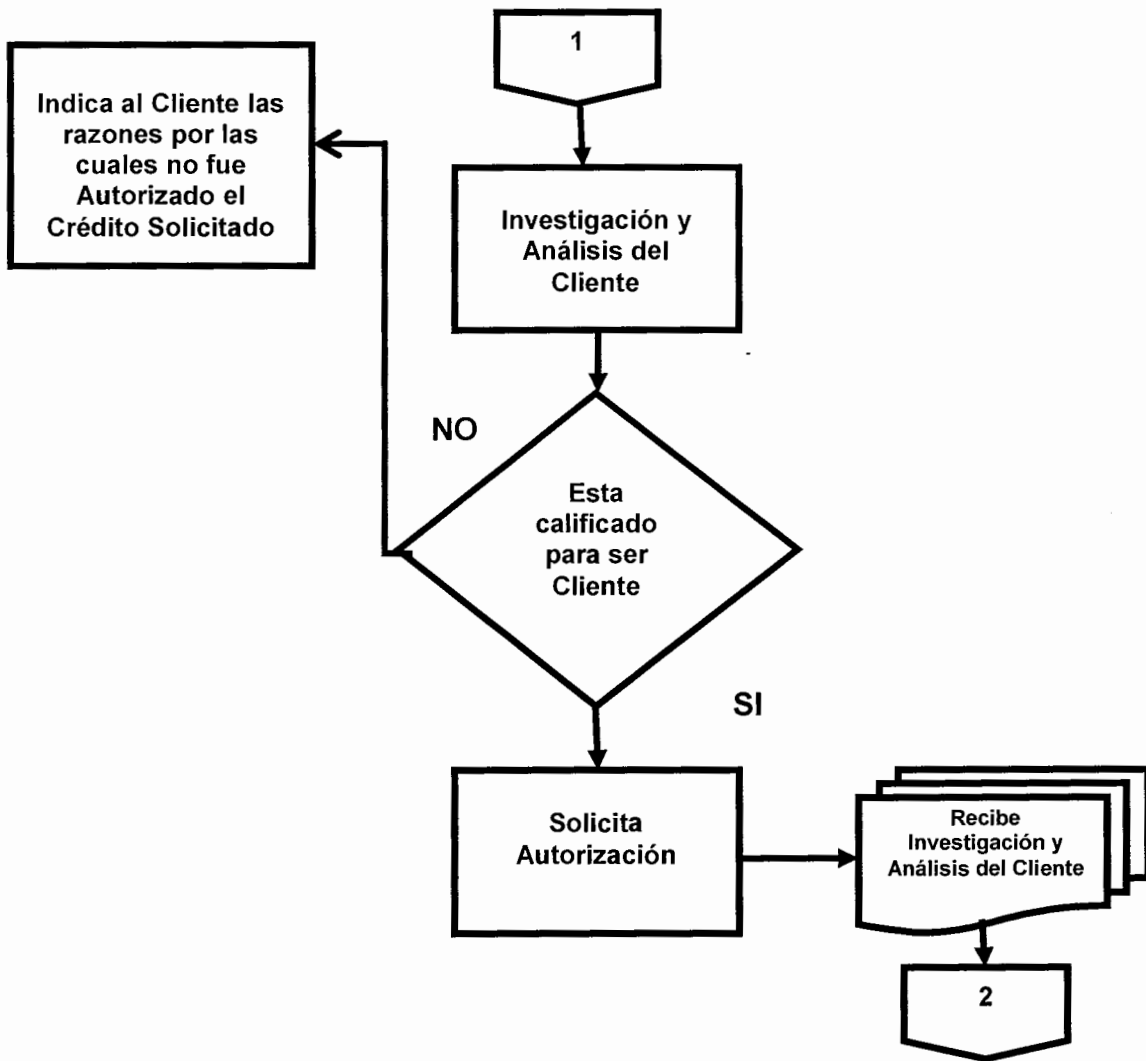 1
Indica al Cliente las
razones por las
cuales no fue
Autorizado el
Crédito Solicitado
Investigación y
Análisis del
Cliente
NO
Esta
calificado
para ser
Cliente
SI
Solicita
Autorización
Recibe
Investigación y
Análisis del Cliente
2